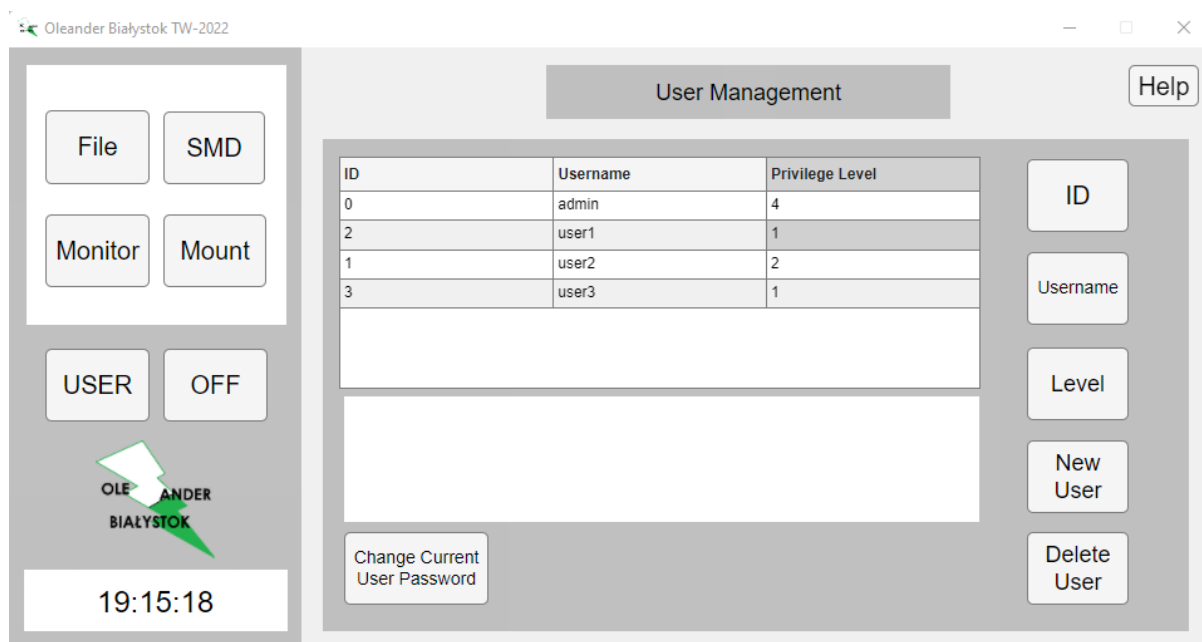 Oleander Białystok TW-2022
File SMD
Monitor Mount
USER OFF
OLE ANDER
BIAŁYSTOK
19:15:18
User Management
Help
ID Username Privilege Level
0 admin 4
2 user1 1
1 user2 2
3 user3 1
Change Current
User Password
ID
Username
Level
New
User
Delete
User